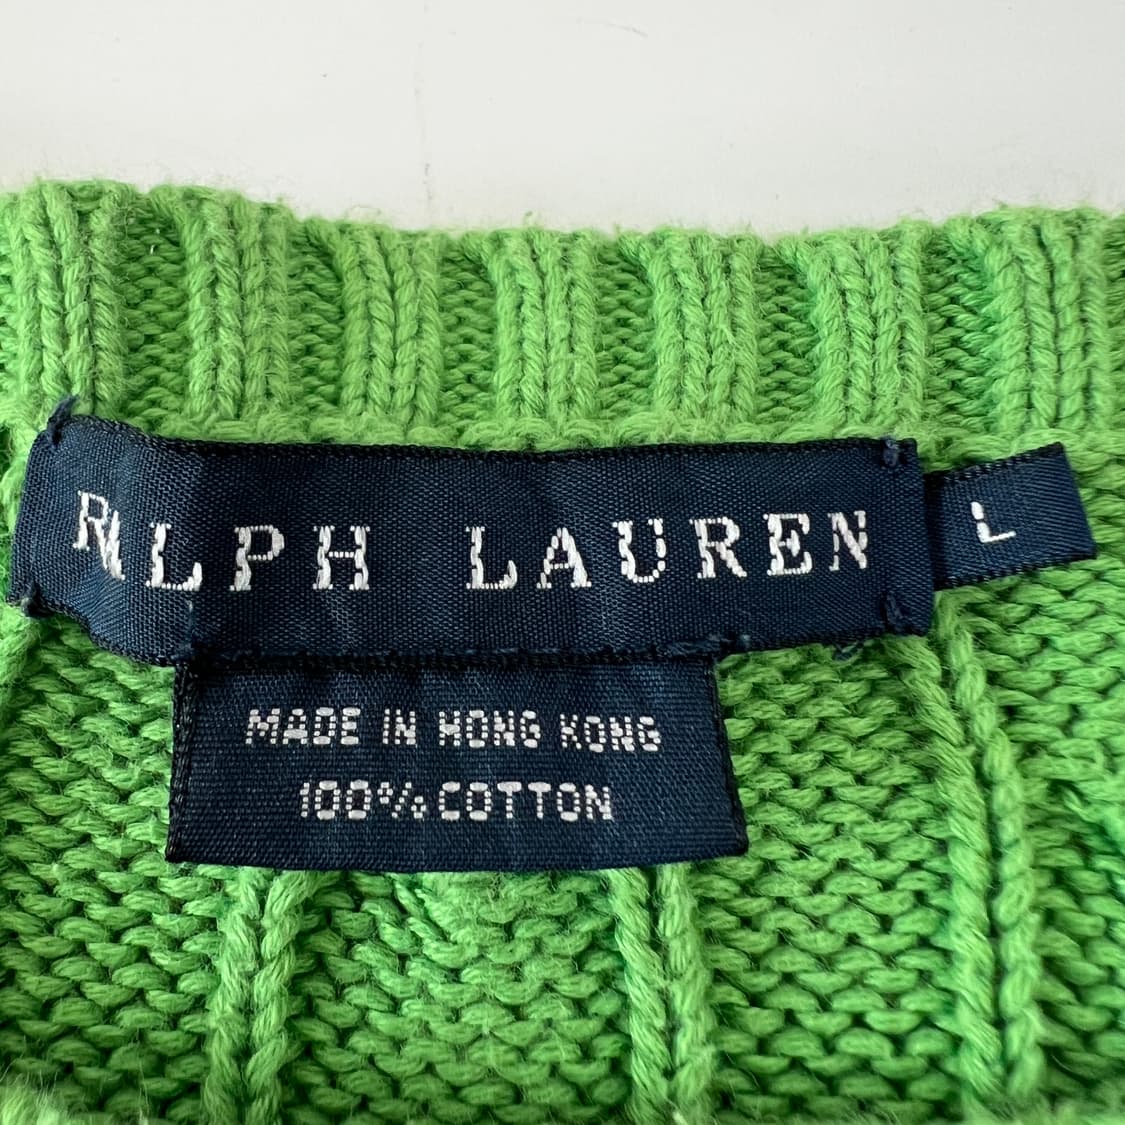 RALPH LAUREN
L
MADE IN HONG KONG
100% COTTON